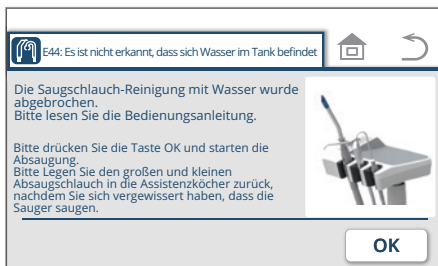 E44: Es ist nicht erkannt, dass sich Wasser im Tank befindet
Die Saugschlauch-Reinigung mit Wasser wurde
abgebrochen.
Bitte lesen Sie die Bedienungsanleitung.
Bitte drücken Sie die Taste OK und starten die
Absaugung.
Bitte Legen Sie den großen und kleinen
Absaugschlauch in die Assistenzköcher zurück,
nachdem Sie sich vergewissert haben, dass die
Sauger saugen.
OK